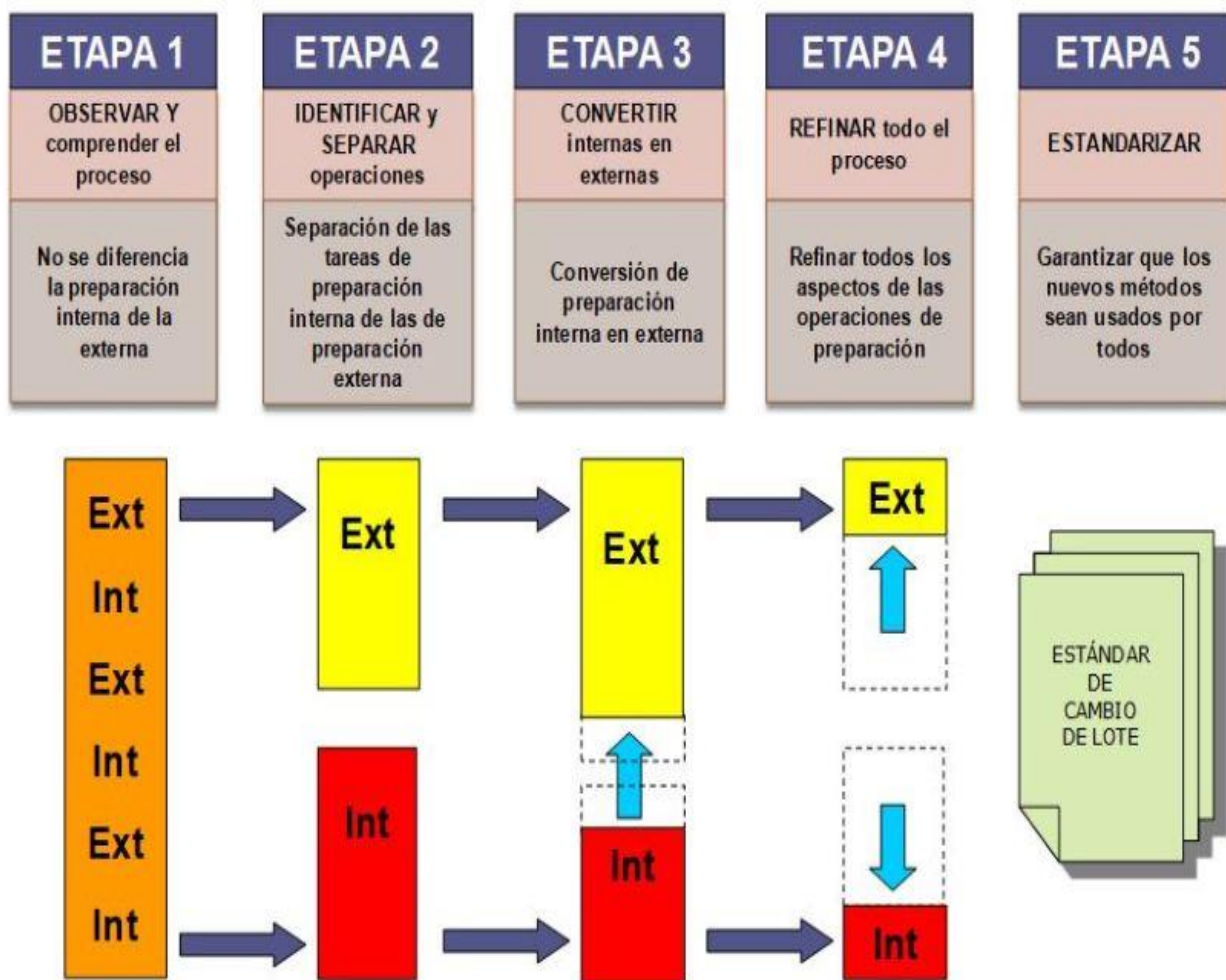 ETAPA 1
OBSERVAR Y
comprender el
proceso
No se diferencia
la preparación
interna de la
externa
ETAPA 2
IDENTIFICAR y
SEPARAR
operaciones
Separación de las
tareas de
preparación
interna de las de
preparación
externa
ETAPA 3
CONVERTIR
internas en
externas
Conversión de
preparación
interna en externa
ETAPA 4
REFINAR todo el
proceso
Refinar todos los
aspectos de las
operaciones de
preparación
ETAPA 5
ESTANDARIZAR
Garantizar que los
nuevos métodos
sean usados por
todos
Ext
Int
Ext
Int
Ext
Int
Ext
Int
Ext
Int
Ext
Int
ESTÁNDAR
DE
CAMBIO
DE LOTE